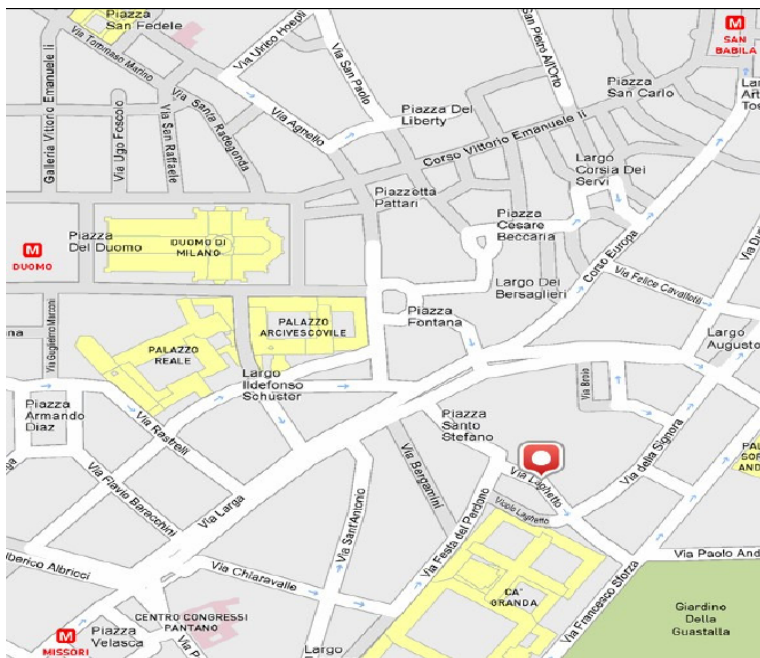 Piazza
San Fedele
Via Tommaso Marino
Via Ulrico Hoepli
Via San Paolo
San Pietro All'Orto
M
SAN
BABILA
Galleria Vittorio Emanuele Ii
Via Ugo Foscolo
Via San Raffaele
Via Santa Radegonda
Via Agnello
Piazza Del
Liberty
Piazza
San Carlo
Corso Vittorio Emanuele Ii
Largo
Corsia Dei
Servi
Piazzetta
Pattari
Piazza
Cesare
Beccaria
M
DUOMO
Piazza
Del Duomo
DUOMO DI
MILANO
Corso Europa
Via Felice Cavallotti
Largo Dei
Bersaglieri
Via Guglielmo Marconi
PALAZZO
REALE
PALAZZO
ARCIVESCOVILE
Piazza
Fontana
Largo
Augusto
Largo
Ildefonso
Schuster
Piazza
Armando
Diaz
Via Rastrelli
Via Brolo
Piazza
Santo
Stefano
Via Larga
Via Flavio Baracchini
Via Bergamini
Via Sant'Antonio
Via Laghetto
Vicolo Laghetto
Via della Signora
Via Festa del Perdono
Via Chiaravalle
Via Francesco Sforza
Via Paolo And
lberico Albricci
CA'
GRANDA
Giardino
Della
Guastalla
CENTRO CONGRESSI
PANTANO
M
MISSORI
Piazza
Velasca
Largo